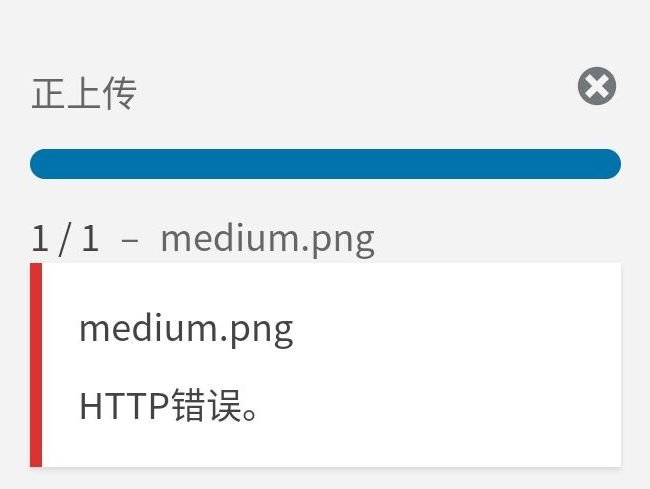 正上传
1 / 1 – medium.png
medium.png
HTTP错误。